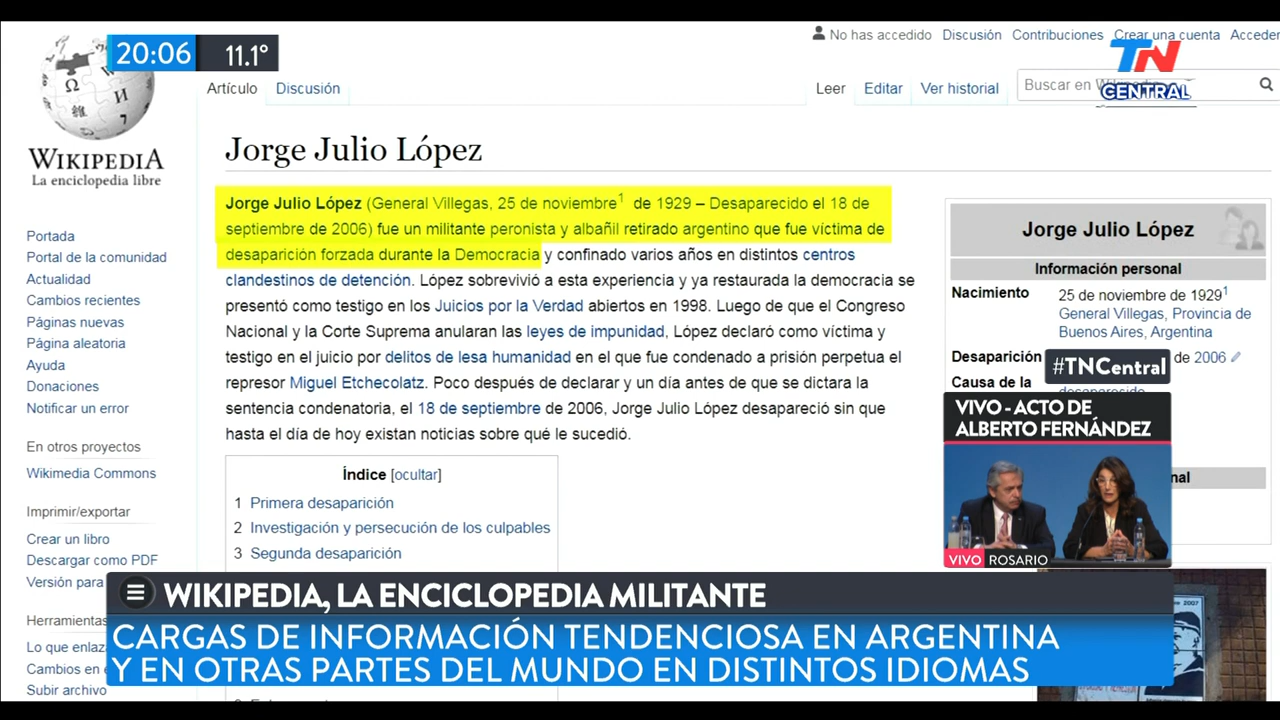 20:06 11.1°
No has accedido Discusión Contribuciones Crear una cuenta Acceder
TN
CENTRAL
Artículo Discusión
Leer Editar Ver historial
Buscar en
WIKIPEDIA
La enciclopedia libre
Jorge Julio López
Portada
Portal de la comunidad
Actualidad
Cambios recientes
Páginas nuevas
Página aleatoria
Ayuda
Donaciones
Notificar un error
En otros proyectos
Wikimedia Commons
Imprimir/exportar
Crear un libro
Descargar como PDF
Versión para
Herramientas
Lo que enlaza
Cambios en
Subir archivo
Jorge Julio López (General Villegas, 25 de noviembre1 de 1929 – Desaparecido el 18 de
septiembre de 2006) fue un militante peronista y albañil retirado argentino que fue víctima de
desaparición forzada durante la Democracia y confinado varios años en distintos centros
clandestinos de detención. López sobrevivió a esta experiencia y ya restaurada la democracia se
presentó como testigo en los Juicios por la Verdad abiertos en 1998. Luego de que el Congreso
Nacional y la Corte Suprema anularan las leyes de impunidad, López declaró como víctima y
testigo en el juicio por delitos de lesa humanidad en el que fue condenado a prisión perpetua el
represor Miguel Etchecolatz. Poco después de declarar y un día antes de que se dictara la
sentencia condenatoria, el 18 de septiembre de 2006, Jorge Julio López desapareció sin que
hasta el día de hoy existan noticias sobre qué le sucedió.
Índice [ocultar]
1 Primera desaparición
2 Investigación y persecución de los culpables
3 Segunda desaparición
Jorge Julio López
Información personal
Nacimiento 25 de noviembre de 19291
General Villegas, Provincia de
Buenos Aires, Argentina
Desaparición de 2006
Causa de la
#TNCentral
VIVO - ACTO DE
ALBERTO FERNÁNDEZ
VIVO ROSARIO
2007
WIKIPEDIA, LA ENCICLOPEDIA MILITANTE
CARGAS DE INFORMACIÓN TENDENCIOSA EN ARGENTINA
Y EN OTRAS PARTES DEL MUNDO EN DISTINTOS IDIOMAS